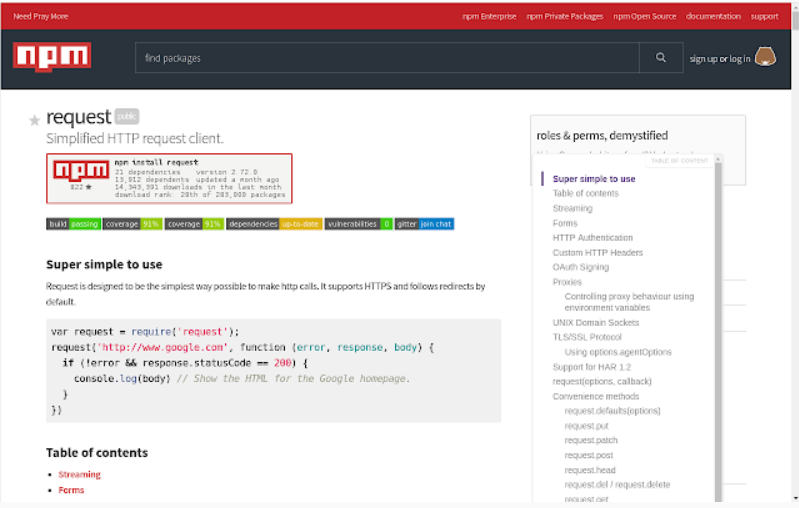 Need Pray More
npm Enterprise npm Private Packages npm Open Source documentation support
npm
find packages
sign up or log in
request public
Simplified HTTP request client.
npm
822 ★
npm install request
21 dependencies version 2.72.0
13,912 dependents updated a month ago
14,343,391 downloads in the last month
download rank 28th of 283,000 packages
build passing coverage 91% coverage 91% dependencies up-to-date vulnerabilities 0 gitter join chat
Super simple to use
Request is designed to be the simplest way possible to make http calls. It supports HTTPS and follows redirects by
default.
var request = require('request');
request('http://www.google.com', function (error, response, body) {
if (!error && response.statusCode == 200) {
console.log(body) // Show the HTML for the Google homepage.
}
})
Table of contents
Streaming
Forms
roles & perms, demystified
TABLE OF CONTENT
Super simple to use
Table of contents
Streaming
Forms
HTTP Authentication
Custom HTTP Headers
OAuth Signing
Proxies
Controlling proxy behaviour using
environment variables
UNIX Domain Sockets
TLS/SSL Protocol
Using options.agentOptions
Support for HAR 1.2
request(options, callback)
Convenience methods
request.defaults(options)
request.put
request.patch
request.post
request.head
request.del / request.delete
request.get